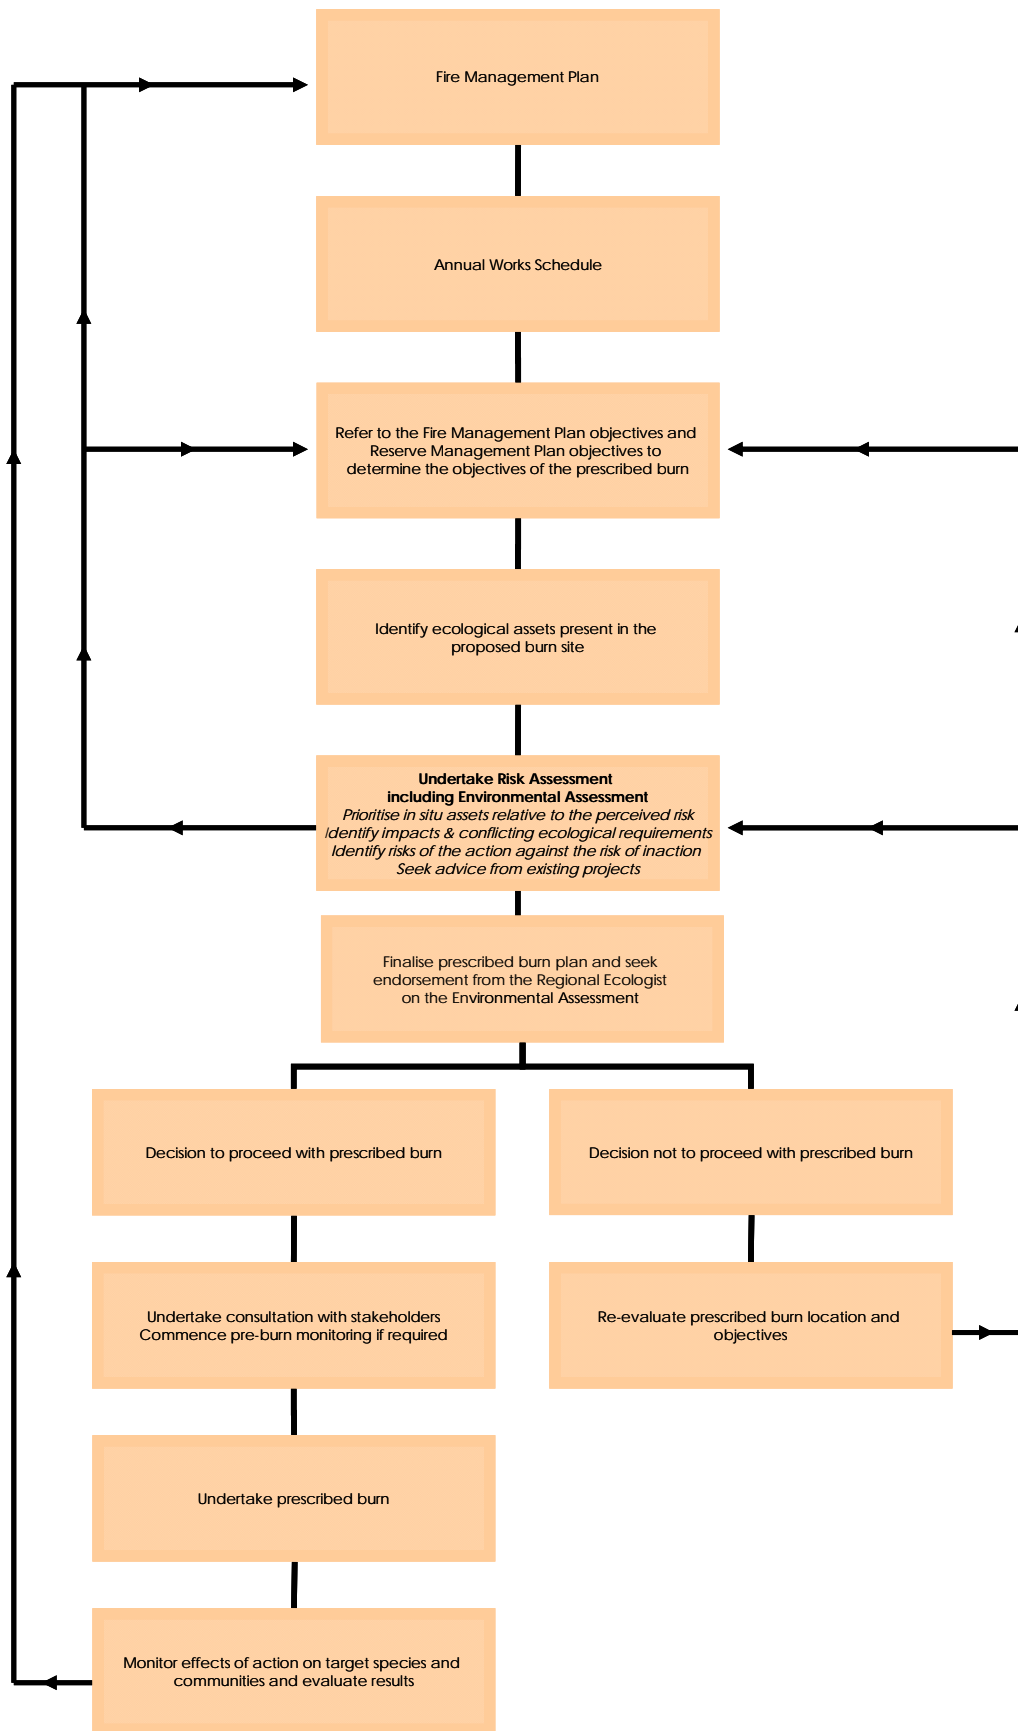 Fire Management Plan
Annual Works Schedule
Refer to the Fire Management Plan objectives and
Reserve Management Plan objectives to
determine the objectives of the prescribed burn
Identify ecological assets present in the
proposed burn site
Undertake Risk Assessment
including Environmental Assessment
Prioritise in situ assets relative to the perceived risk
Identify impacts & conflicting ecological requirements
Identify risks of the action against the risk of inaction
Seek advice from existing projects
Finalise prescribed burn plan and seek
endorsement from the Regional Ecologist
on the Environmental Assessment
Decision to proceed with prescribed burn
Decision not to proceed with prescribed burn
Undertake consultation with stakeholders
Commence pre-burn monitoring if required
Re-evaluate prescribed burn location and
objectives
Undertake prescribed burn
Monitor effects of action on target species and
communities and evaluate results